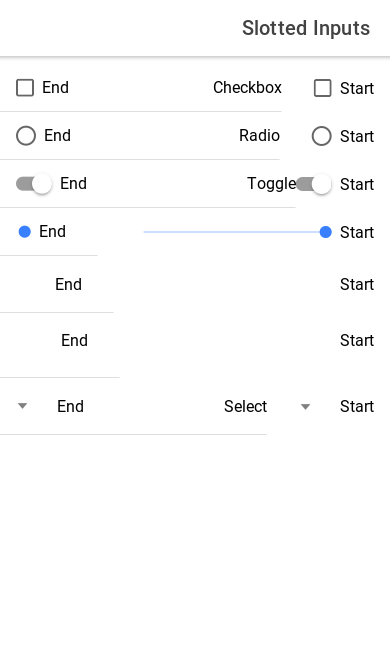 Slotted Inputs
End Checkbox Start
End Radio Start
End Toggle Start
End Start
End Start
End Start
End Select Start